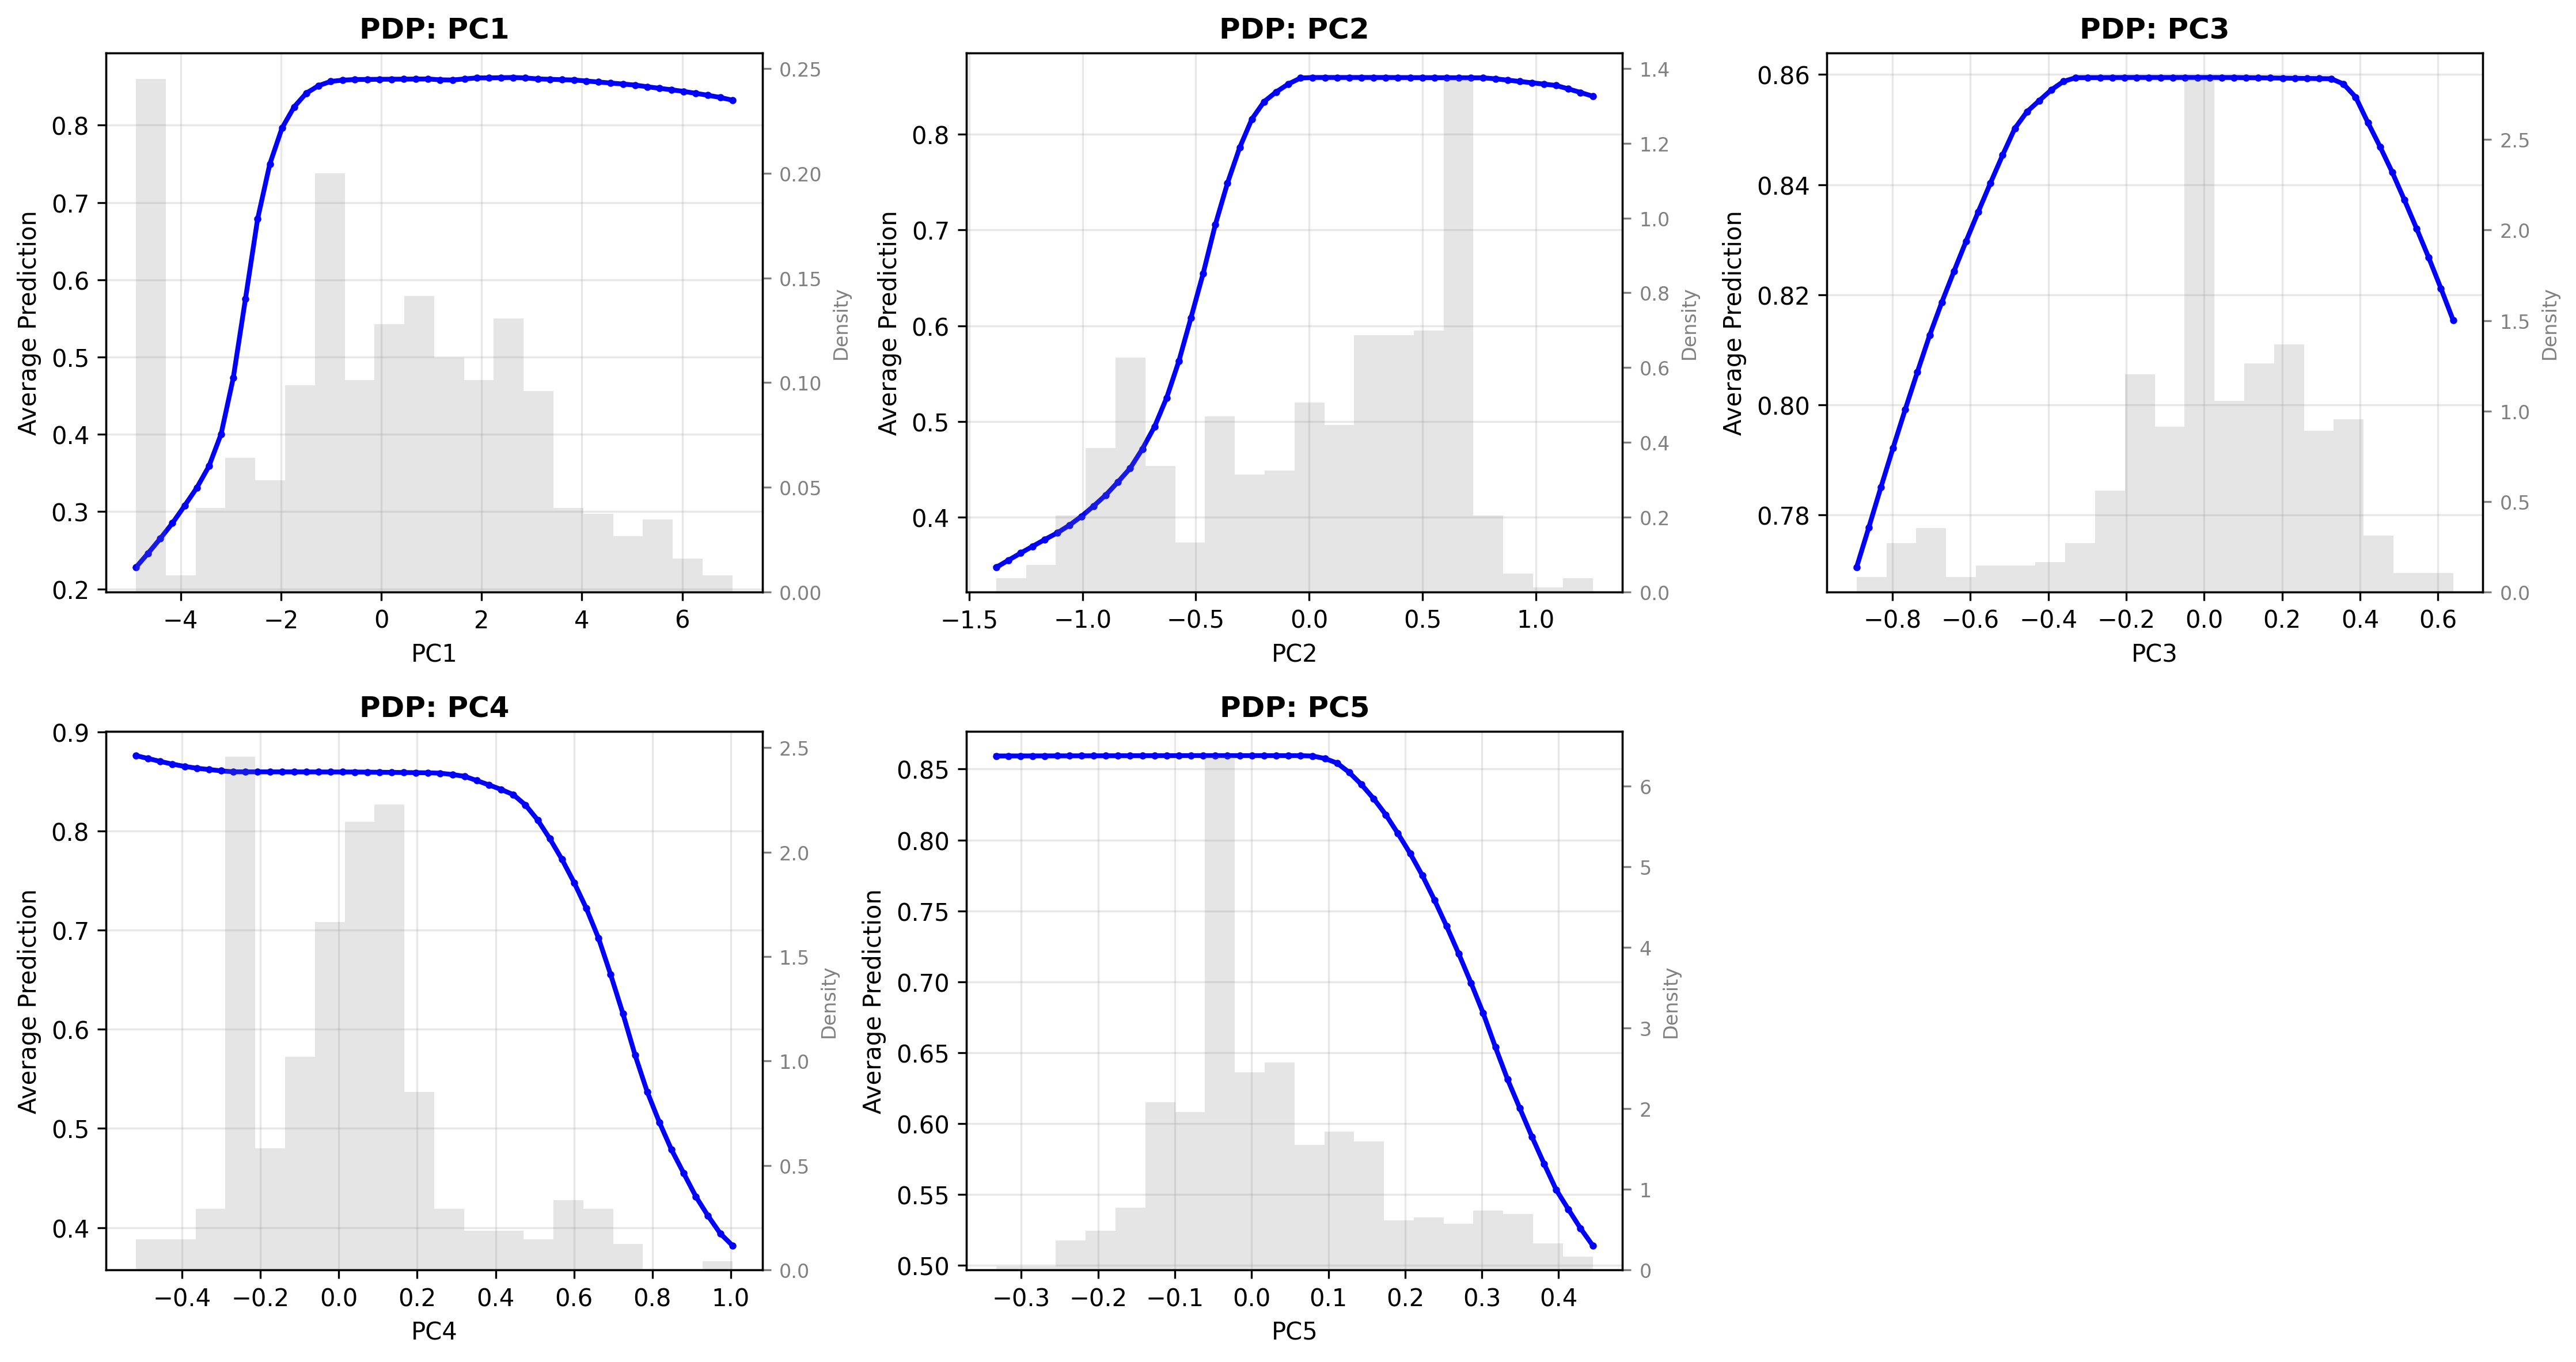 PDP: PC1
0.8
0.7
0.6
0.5
0.4
0.3
0.2
Average Prediction
−4 −2 0 2 4 6
PC1
0.25
0.20
0.15
0.10
0.05
0.00
Density
PDP: PC2
0.8
0.7
0.6
0.5
0.4
Average Prediction
−1.5 −1.0 −0.5 0.0 0.5 1.0
PC2
1.4
1.2
1.0
0.8
0.6
0.4
0.2
0.0
Density
PDP: PC3
0.86
0.84
0.82
0.80
0.78
Average Prediction
−0.8 −0.6 −0.4 −0.2 0.0 0.2 0.4 0.6
PC3
2.5
2.0
1.5
1.0
0.5
0.0
Density
PDP: PC4
0.9
0.8
0.7
0.6
0.5
0.4
Average Prediction
−0.4 −0.2 0.0 0.2 0.4 0.6 0.8 1.0
PC4
2.5
2.0
1.5
1.0
0.5
0.0
Density
PDP: PC5
0.85
0.80
0.75
0.70
0.65
0.60
0.55
0.50
Average Prediction
−0.3 −0.2 −0.1 0.0 0.1 0.2 0.3 0.4
PC5
6
5
4
3
2
1
0
Density